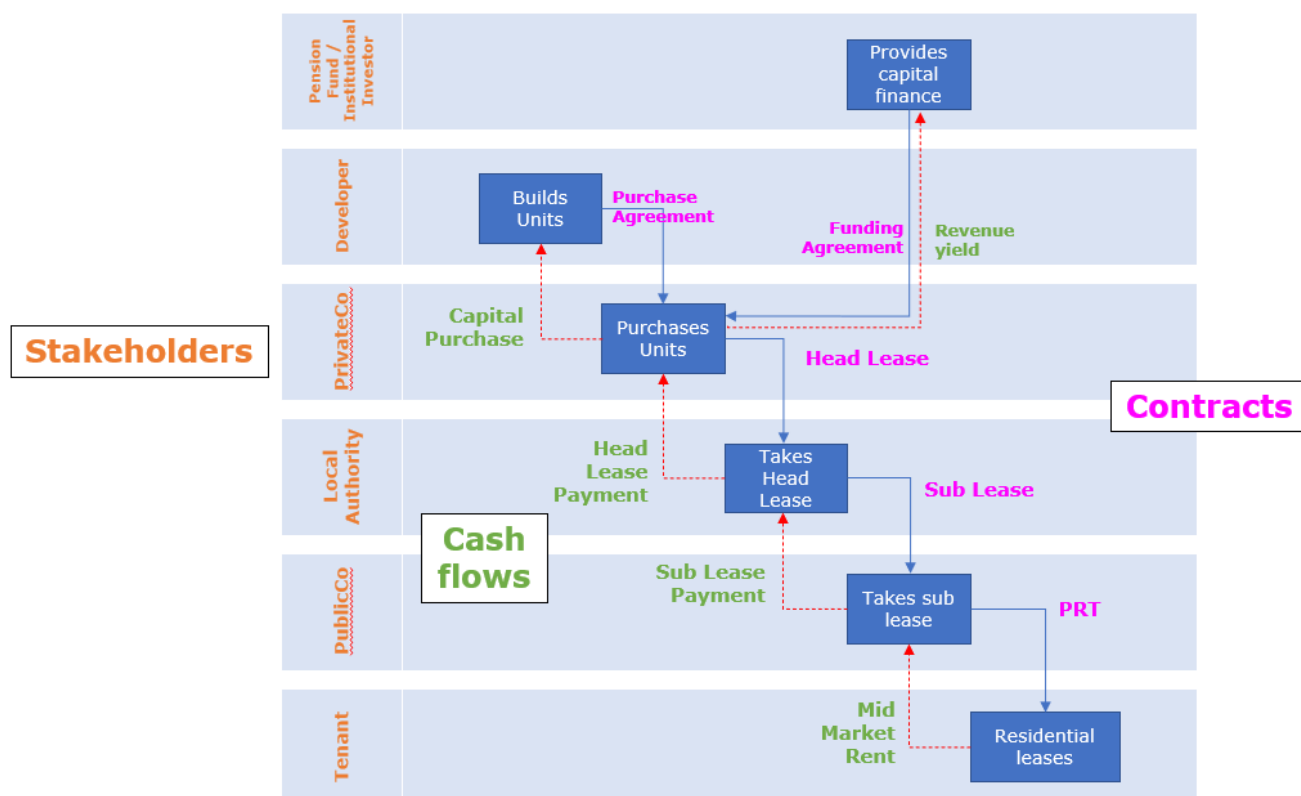 Pension
Fund /
Institutional
Investor
Provides
capital
finance
Developer
Builds
Units
Purchase
Agreement
Funding
Agreement
Revenue
yield
Stakeholders
PrivateCo
Capital
Purchase
Purchases
Units
Head Lease
Contracts
Local
Authority
Head
Lease
Payment
Takes
Head
Lease
Sub Lease
Cash
flows
PublicCo
Sub Lease
Payment
Takes sub
lease
PRT
Tenant
Mid
Market
Rent
Residential
leases